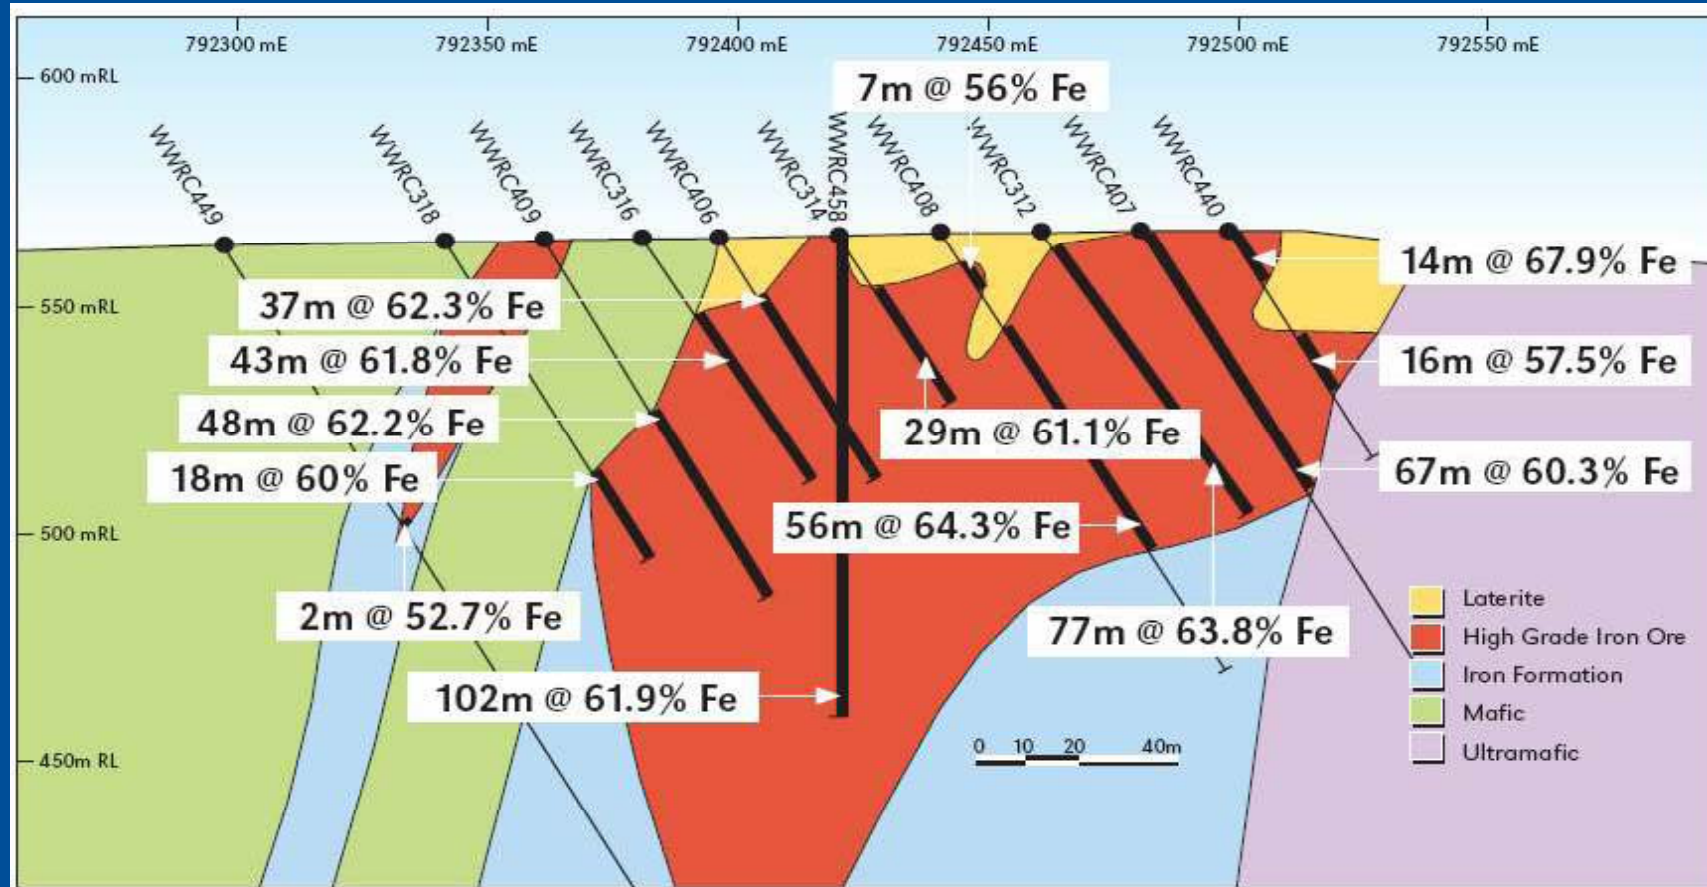 792300 mE
792350 mE
792400 mE
792450 mE
792500 mE
792550 mE
600 mRL
7m @ 56% Fe
WWRC449
WWRC318
WWRC409
WWRC316
WWRC406
WWRC314
WWRC458
WWRC408
WWRC312
WWRC407
WWRC440
14m @ 67.9% Fe
550 mRL
37m @ 62.3% Fe
43m @ 61.8% Fe
16m @ 57.5% Fe
48m @ 62.2% Fe
29m @ 61.1% Fe
18m @ 60% Fe
67m @ 60.3% Fe
500 mRL
56m @ 64.3% Fe
2m @ 52.7% Fe
77m @ 63.8% Fe
102m @ 61.9% Fe
Laterite
High Grade Iron Ore
Iron Formation
Mafic
Ultramafic
0 10 20 40m
450m RL